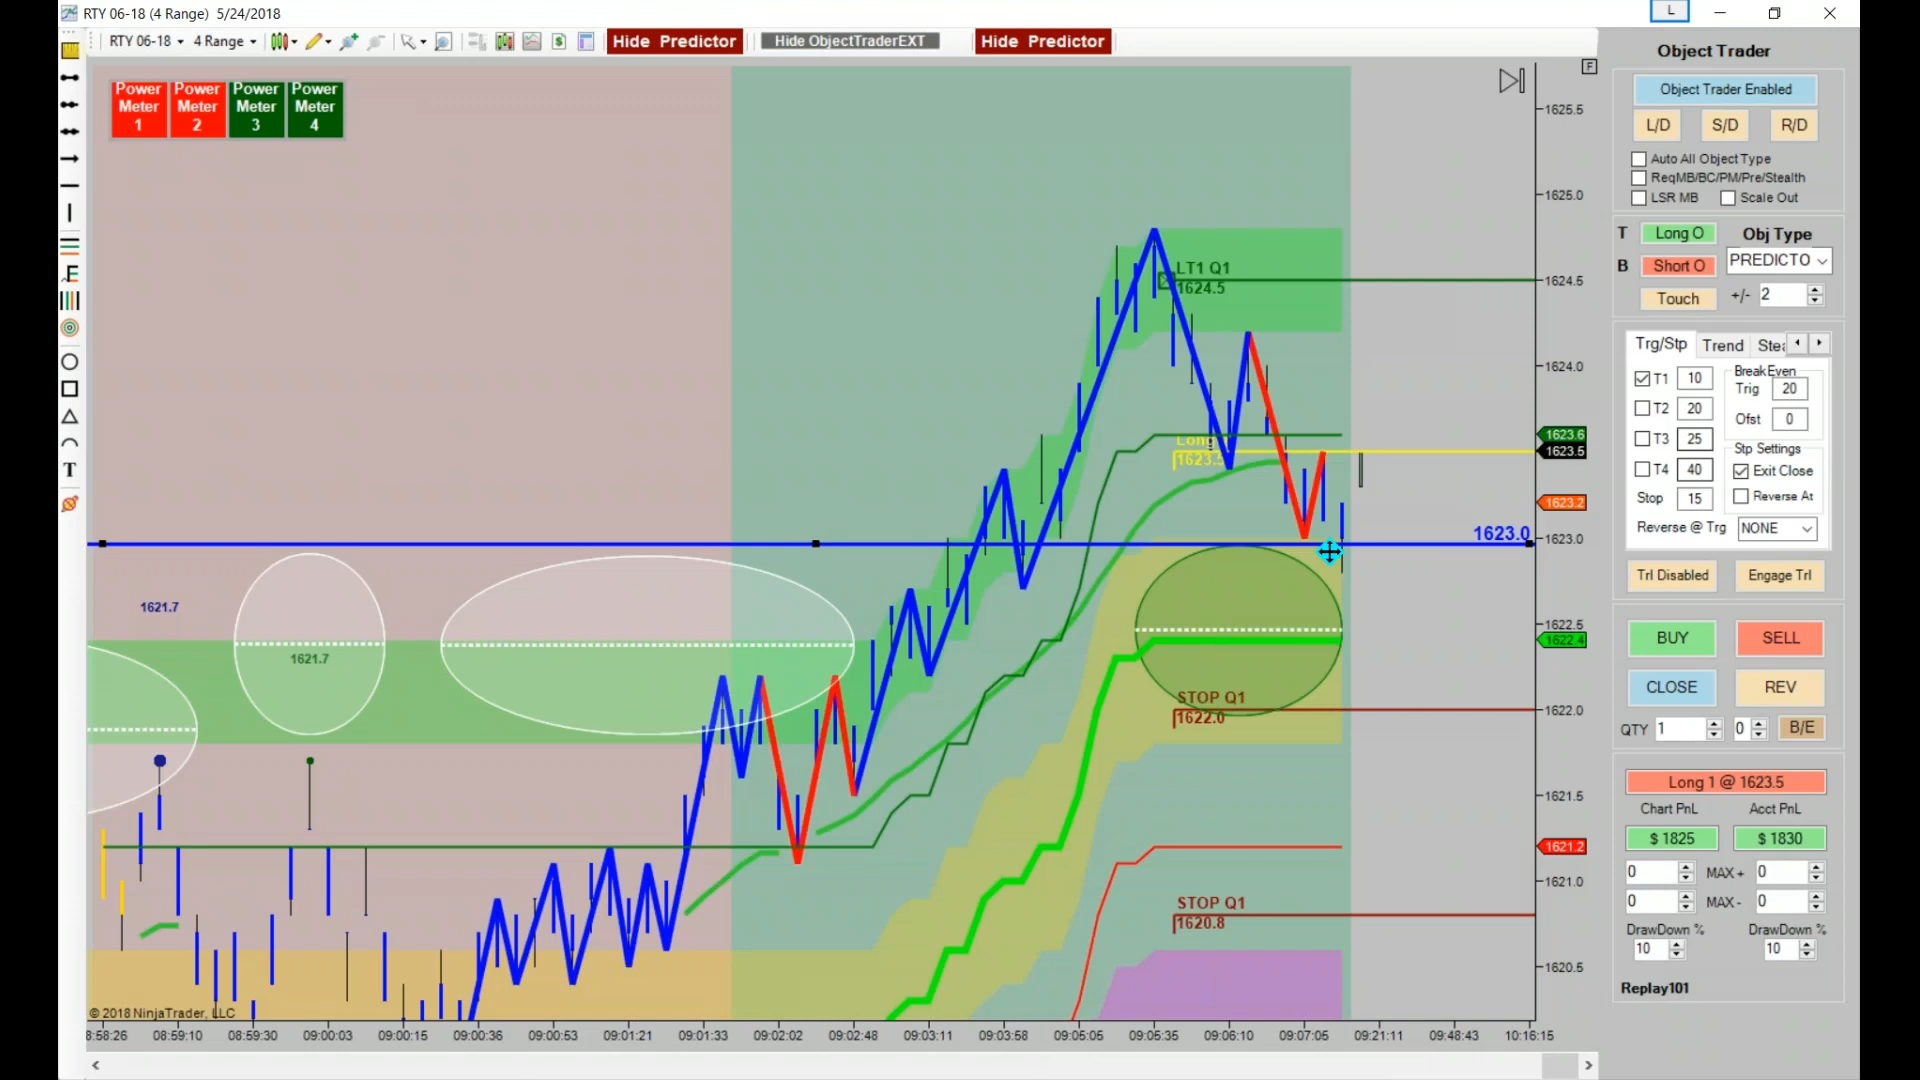 RTY 06-18 (4 Range)  5/24/2018
L
RTY 06-18
4 Range
Hide Predictor
Hide ObjectTraderEXT
Hide Predictor
Power Meter 1
Power Meter 2
Power Meter 3
Power Meter 4
F
1625.5
1625.0
LT1 Q1
1624.5
1624.5
1624.0
1623.6
Long
1623.5
1623.2
1623.0
1623.0
1621.7
1621.7
1622.5
1622.4
STOP Q1
1622.0
1622.0
1621.5
1621.2
1621.0
STOP Q1
1620.8
1620.5
© 2018 NinjaTrader, LLC
8:58:26
08:59:10
08:59:30
09:00:03
09:00:15
09:00:36
09:00:53
09:01:21
09:01:33
09:02:02
09:02:48
09:03:11
09:03:58
09:05:05
09:05:35
09:06:10
09:07:05
09:21:11
09:48:43
10:16:15
Object Trader
Object Trader Enabled
L/D
S/D
R/D
Auto All Object Type
ReqMB/BC/PM/Pre/Stealth
LSR MB
Scale Out
T
Long O
Obj Type
B
Short O
PREDICTO
Touch
+/-
2
Trg/Stp
Trend
T1
10
T2
20
T3
25
T4
40
Stop
15
BreakEven
Trig
20
Ofst
0
Stp Settings
Exit Close
Reverse At
Reverse @ Trg
NONE
Trl Disabled
Engage Trl
BUY
SELL
CLOSE
REV
QTY
1
0
B/E
Long 1 @ 1623.5
Chart PnL
Acct PnL
$ 1825
$ 1830
0
MAX +
0
0
MAX -
0
DrawDown %
DrawDown %
10
10
Replay101